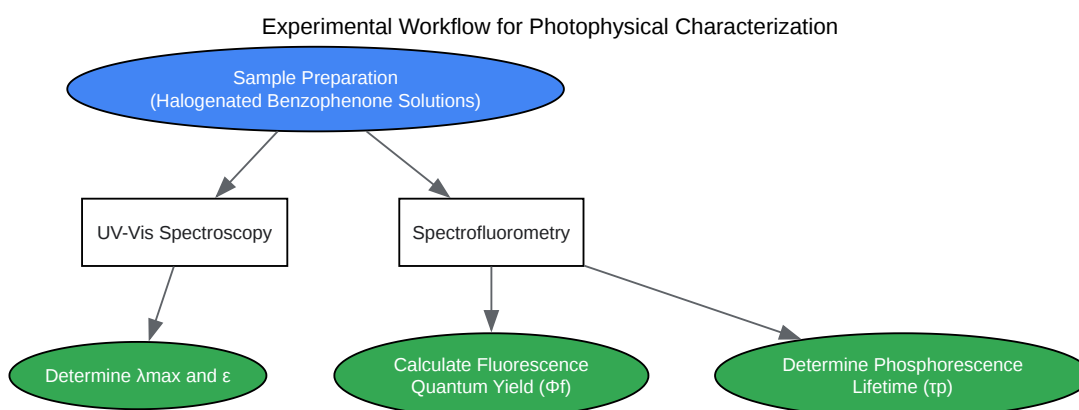 Experimental Workflow for Photophysical Characterization
Sample Preparation
(Halogenated Benzophenone Solutions)
UV-Vis Spectroscopy
Spectrofluorometry
Determine λmax and ε
Calculate Fluorescence
Quantum Yield (Φf)
Determine Phosphorescence
Lifetime (τp)